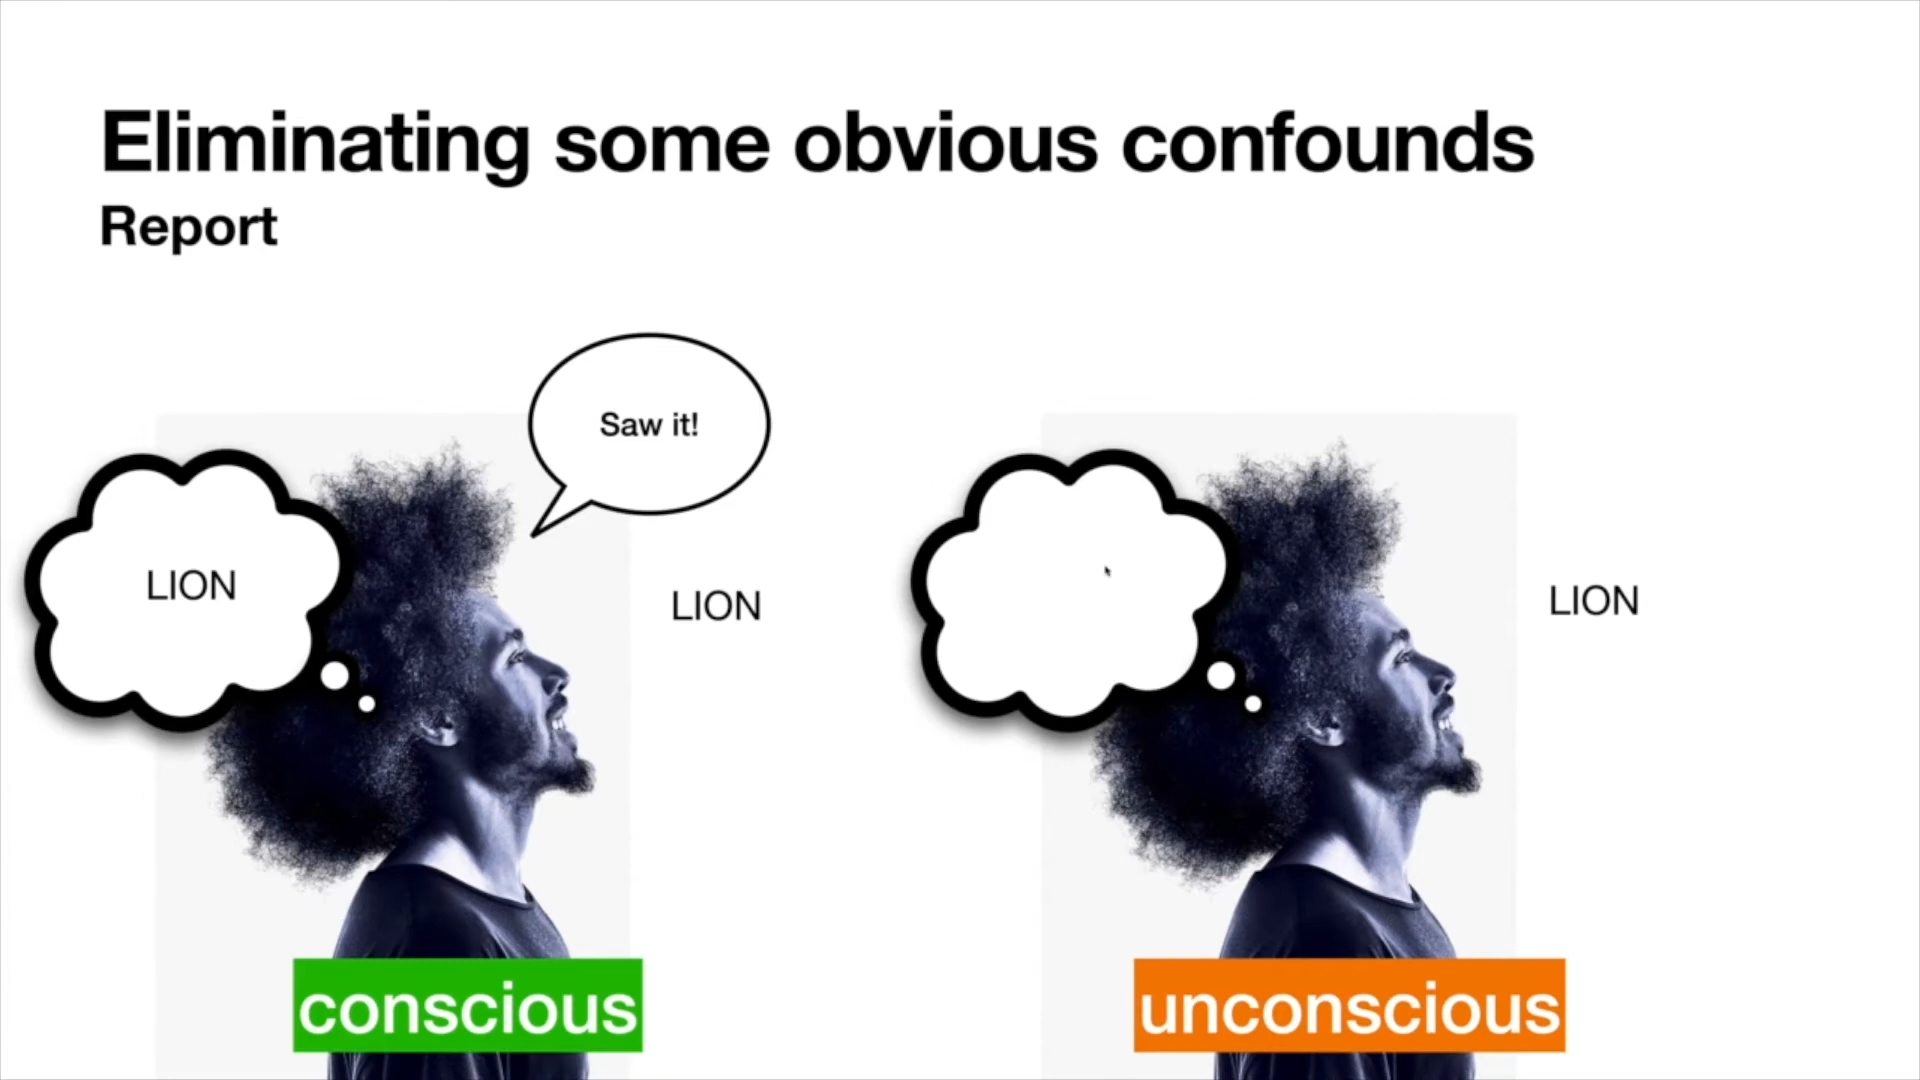 Eliminating some obvious confounds
Report
Saw it!
LION
LION
LION
conscious
unconscious